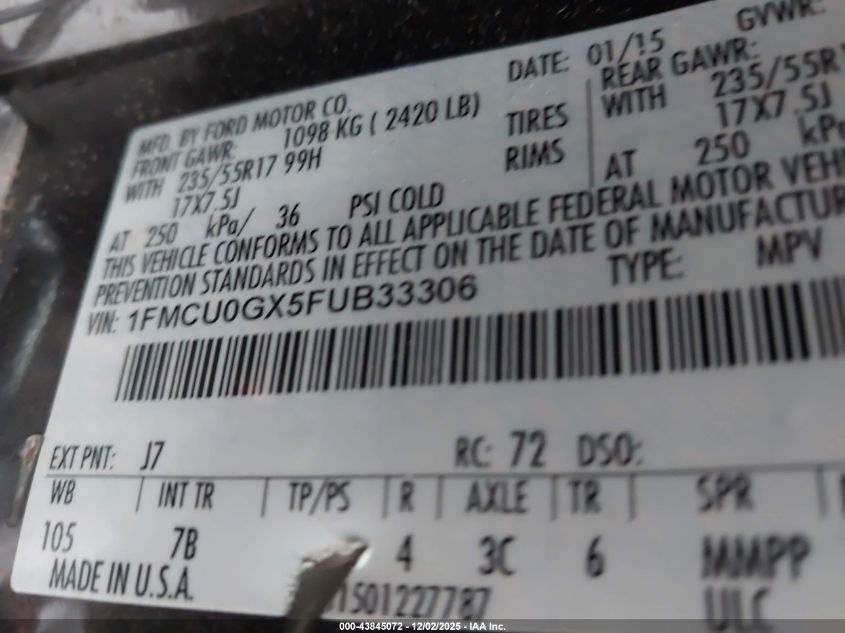 DATE: 01/15 GVWR:
MFD. BY FORD MOTOR CO.
FRONT GAWR: 1098 KG ( 2420 LB) REAR GAWR:
WITH 235/55R17 99H TIRES WITH 235/55R
17X7.5J RIMS 17X7.5J
AT 250 kPa/ 36 PSI COLD AT 250 kPa
THIS VEHICLE CONFORMS TO ALL APPLICABLE FEDERAL MOTOR
PREVENTION STANDARDS IN EFFECT ON THE DATE OF
VIN: 1FMCU0GX5FUB33306 TYPE: MPV
EXT PNT: J7 RC: 72 DSO:
WB INT TR TP/PS R AXLE TR SPR
105 7B 4 3C 6 MMPP
MADE IN U.S.A. 1501227787 ULC
000-43845072 - 12/02/2025 - IAA Inc.